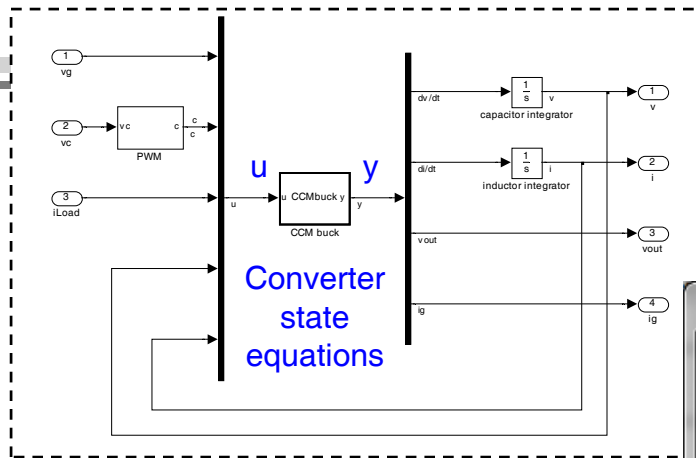 1
vg
2
vc
vc c
PWM
c
c
3
iLoad
u
u
u CCMbuck y
CCM buck
y
y
Converter
state
equations
dv/dt
1
s
v
capacitor integrator
1
v
di/dt
1
s
i
inductor integrator
2
i
vout
3
vout
ig
4
ig